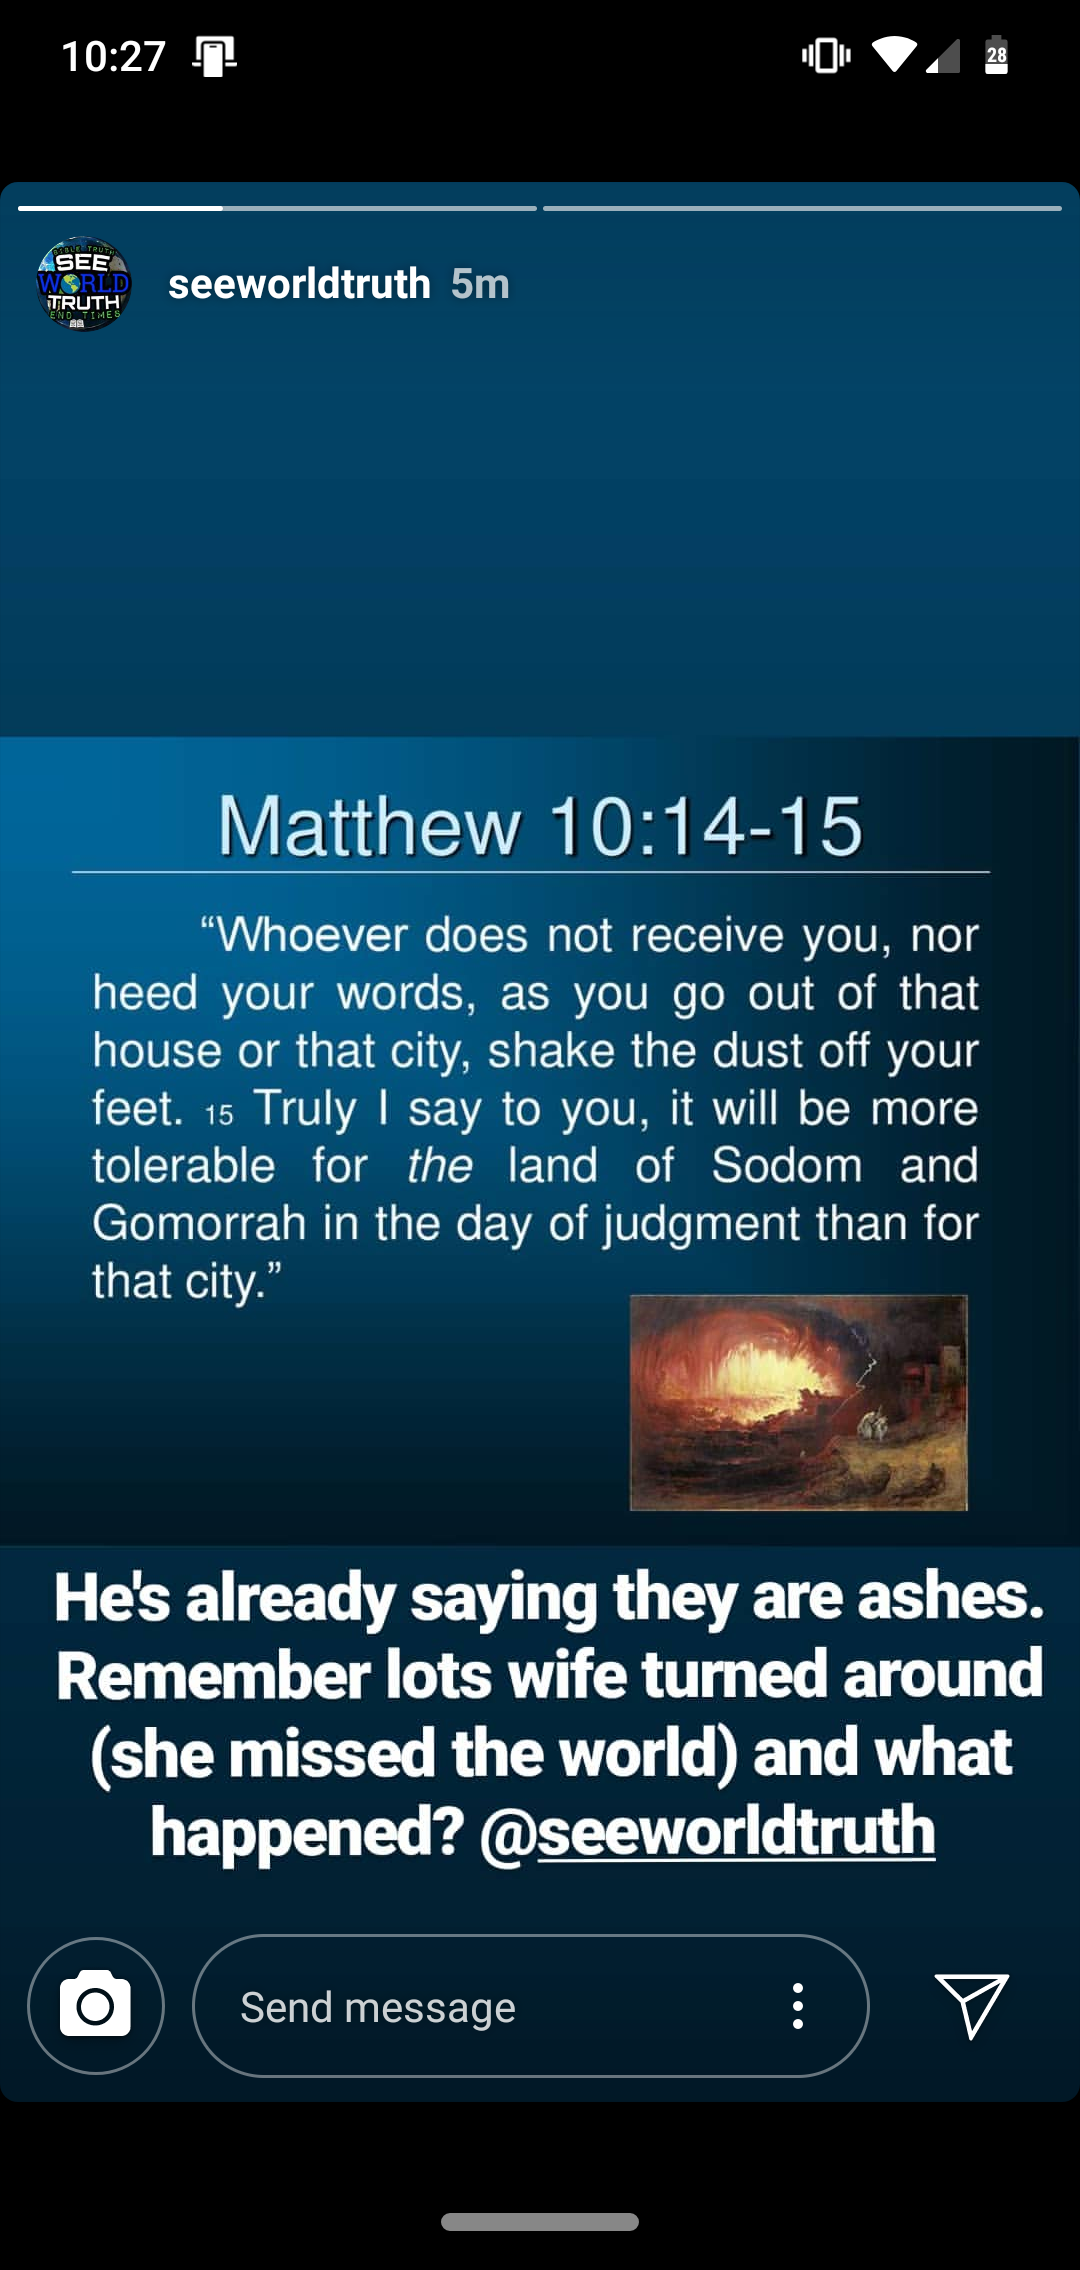 10:27
28
BIBLE TRUTH
SEE
WORLD
TRUTH
END TIMES
seeworldtruth 5m
Matthew 10:14-15
“Whoever does not receive you, nor
heed your words, as you go out of that
house or that city, shake the dust off your
feet. 15 Truly I say to you, it will be more
tolerable for the land of Sodom and
Gomorrah in the day of judgment than for
that city.”
He's already saying they are ashes.
Remember lots wife turned around
(she missed the world) and what
happened? @seeworldtruth
Send message